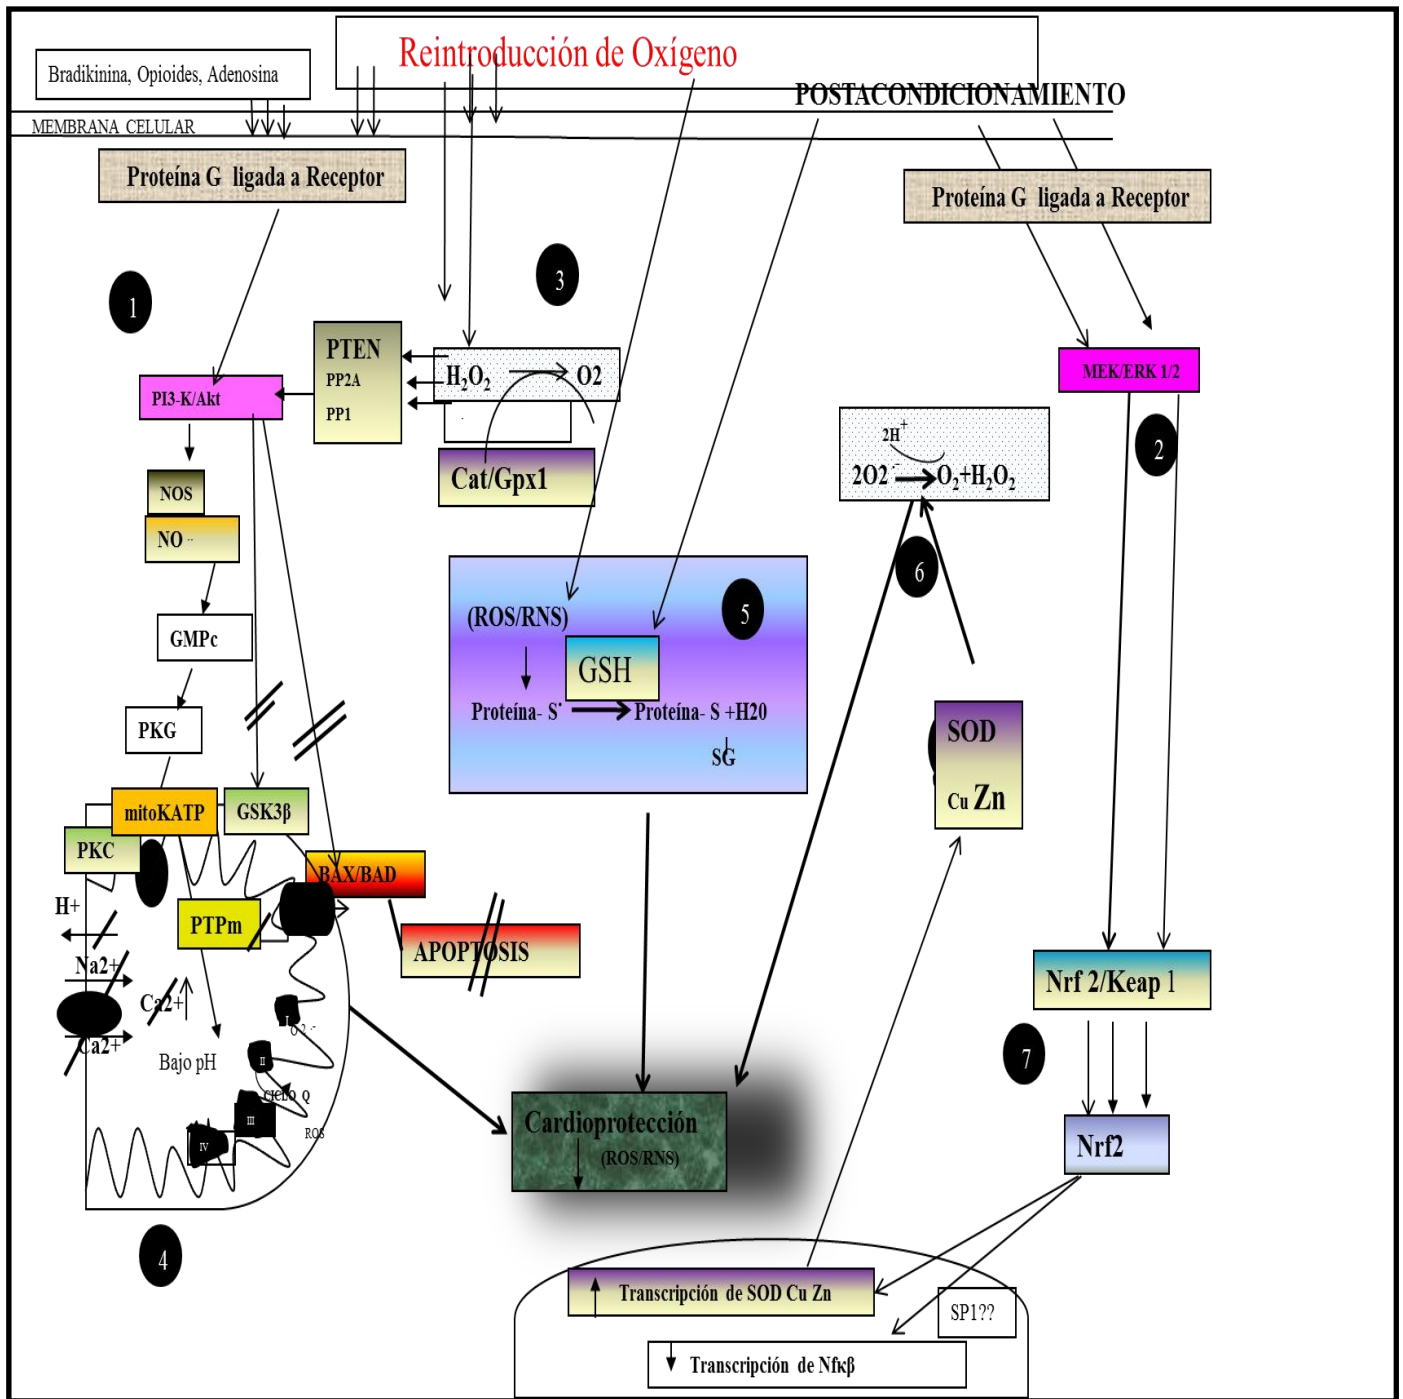 Reintroducción de Oxígeno
Bradikinina, Opioides, Adenosina
POSTACONDICIONAMIENTO
MEMBRANA CELULAR
Proteína G ligada a Receptor
Proteína G ligada a Receptor
1
3
PTEN
PP2A
PP1
H₂O₂ O2
PI3-K/Akt
MEK/ERK 1/2
2
2H⁺
2O2·⁻ O₂+H₂O₂
Cat/Gpx1
NOS
NO ··
6
5
(ROS/RNS)
GSH
Proteína- S· Proteína- S +H20
SG
GMPc
PKG
SOD
Cu Zn
mitoKATP
GSK3β
PKC
BAX/BAD
H+
PTPm
APOPTOSIS
Na2+
Ca2+
Ca2+
Bajo pH
I
O 2 ·-
II
CICLO Q
III
ROS
IV
Nrf 2/Keap 1
7
Nrf2
Cardioprotección
(ROS/RNS)
4
Transcripción de SOD Cu Zn
SP1??
Transcripción de Nfκβ